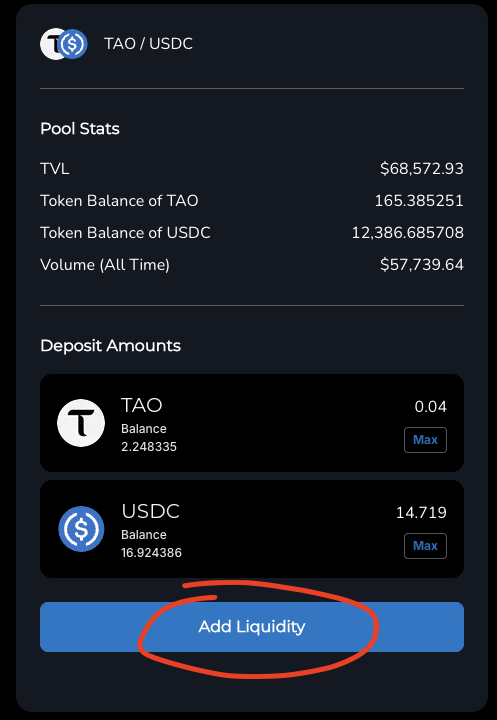 TAO / USDC
Pool Stats
TVL $68,572.93
Token Balance of TAO 165.385251
Token Balance of USDC 12,386.685708
Volume (All Time) $57,739.64
Deposit Amounts
TAO 0.04
Balance
2.248335 Max
USDC 14.719
Balance
16.924386 Max
Add Liquidity